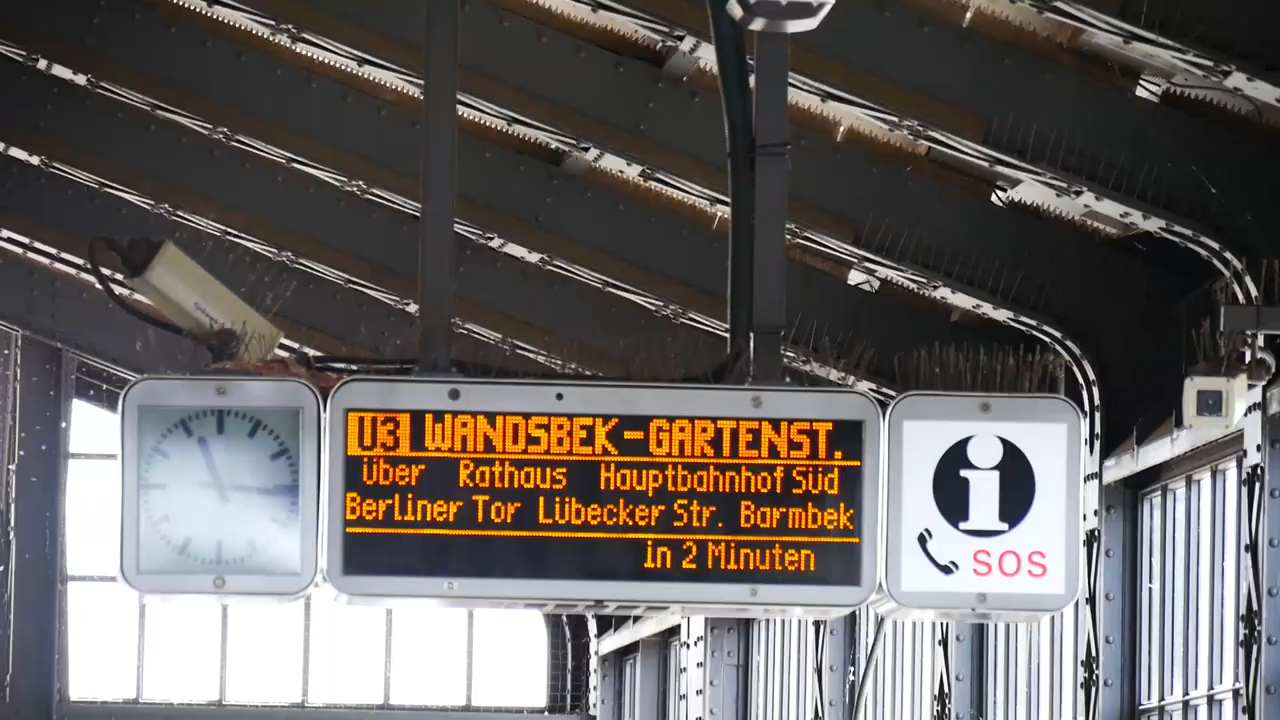 U3 WANDSBEK-GARTENST.
über Rathaus Hauptbahnhof Süd
Berliner Tor Lübecker Str. Barmbek
in 2 Minuten
i
SOS